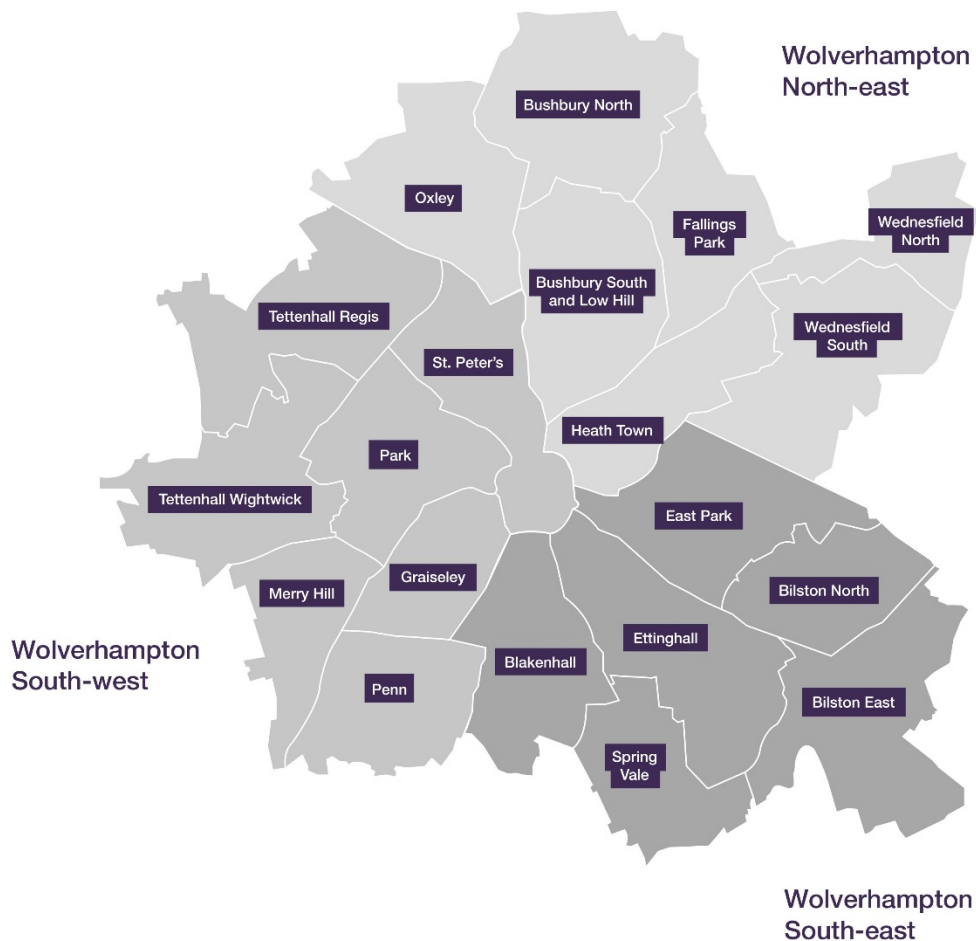 Wolverhampton
North-east
Bushbury North
Oxley
Fallings
Park
Wednesfield
North
Bushbury South
and Low Hill
Tettenhall Regis
Wednesfield
South
St. Peter's
Heath Town
Park
Tettenhall Wightwick
East Park
Graiseley
Merry Hill
Bilston North
Ettinghall
Wolverhampton
South-west
Blakenhall
Penn
Bilston East
Spring
Vale
Wolverhampton
South-east